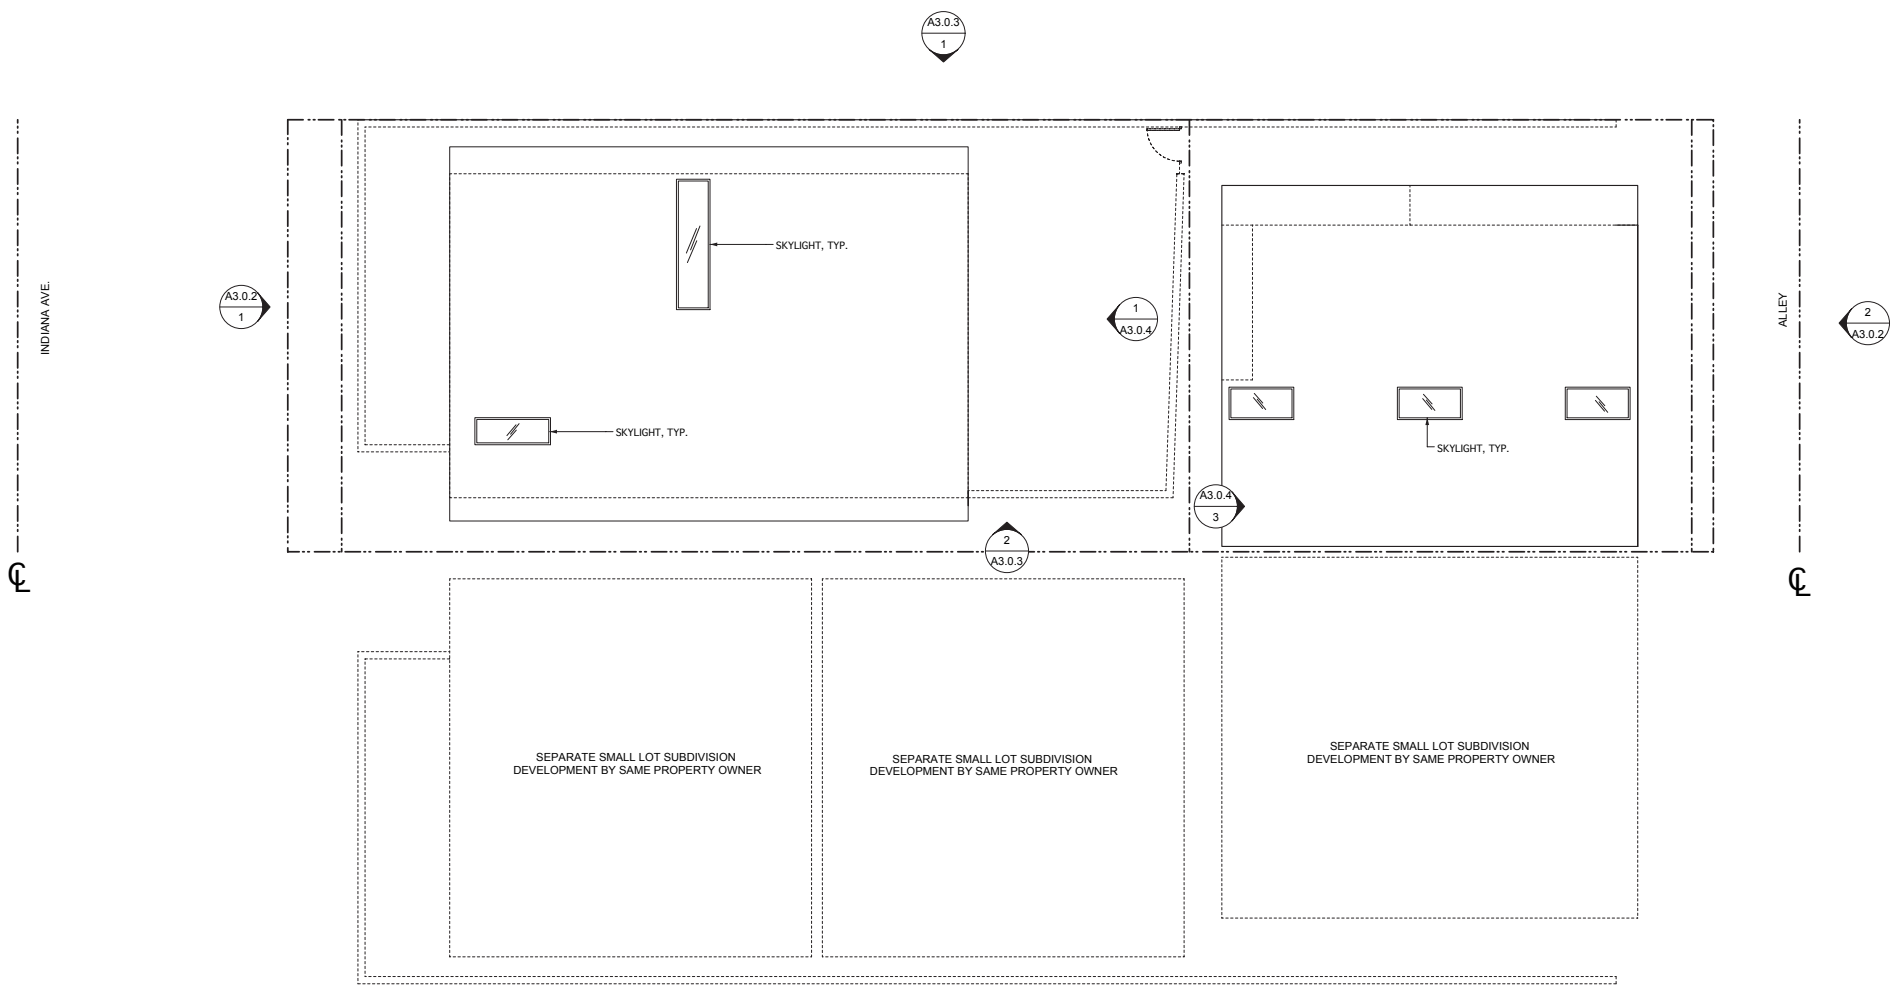 A3.0.3
1
INDIANA AVE.
A3.0.2
1
SKYLIGHT, TYP.
1
A3.0.4
ALLEY
2
A3.0.2
SKYLIGHT, TYP.
SKYLIGHT, TYP.
A3.0.4
3
2
A3.0.3
℄
℄
SEPARATE SMALL LOT SUBDIVISION
DEVELOPMENT BY SAME PROPERTY OWNER
SEPARATE SMALL LOT SUBDIVISION
DEVELOPMENT BY SAME PROPERTY OWNER
SEPARATE SMALL LOT SUBDIVISION
DEVELOPMENT BY SAME PROPERTY OWNER